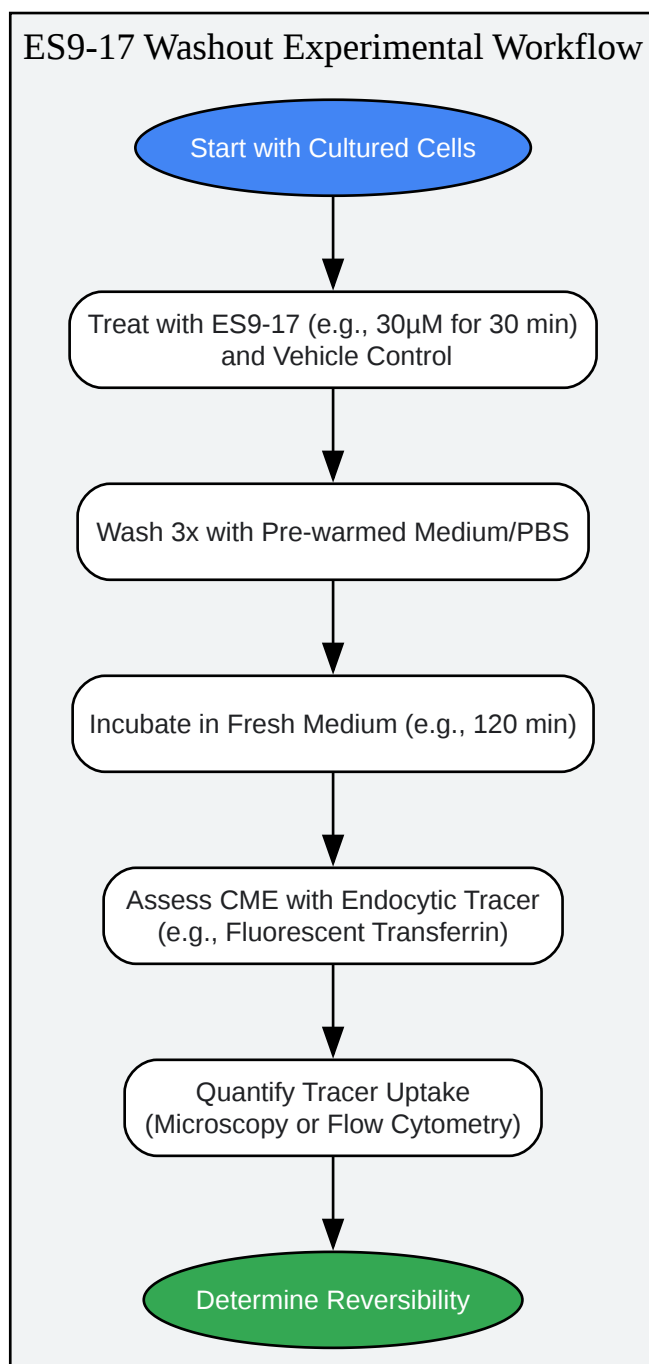 ES9-17 Washout Experimental Workflow
Start with Cultured Cells
Treat with ES9-17 (e.g., 30µM for 30 min)
and Vehicle Control
Wash 3x with Pre-warmed Medium/PBS
Incubate in Fresh Medium (e.g., 120 min)
Assess CME with Endocytic Tracer
(e.g., Fluorescent Transferrin)
Quantify Tracer Uptake
(Microscopy or Flow Cytometry)
Determine Reversibility